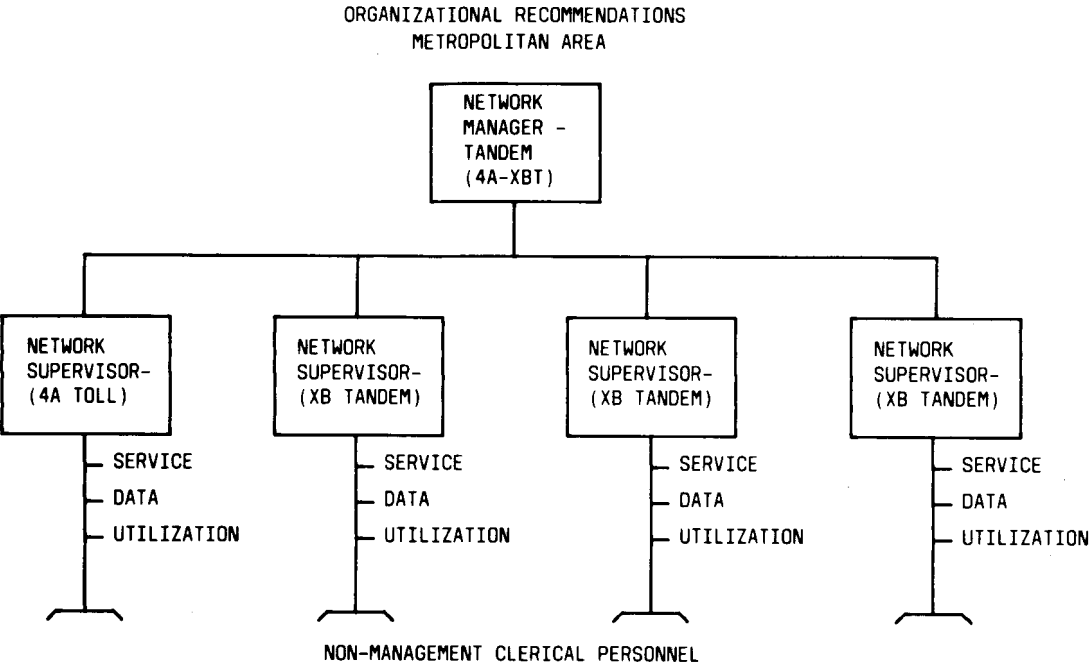 ORGANIZATIONAL RECOMMENDATIONS
METROPOLITAN AREA
NETWORK
MANAGER -
TANDEM
(4A-XBT)
NETWORK
SUPERVISOR-
(4A TOLL)
SERVICE
DATA
UTILIZATION
NETWORK
SUPERVISOR-
(XB TANDEM)
SERVICE
DATA
UTILIZATION
NETWORK
SUPERVISOR-
(XB TANDEM)
SERVICE
DATA
UTILIZATION
NETWORK
SUPERVISOR-
(XB TANDEM)
SERVICE
DATA
UTILIZATION
NON-MANAGEMENT CLERICAL PERSONNEL